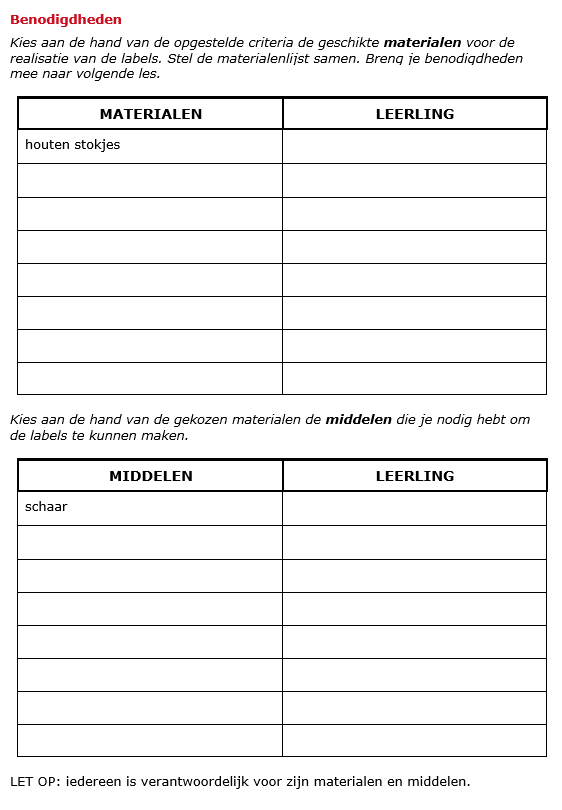 Benodigdheden
Kies aan de hand van de opgestelde criteria de geschikte materialen voor de
realisatie van de labels. Stel de materialenlijst samen. Breng je benodigdheden
mee naar volgende les.
MATERIALEN LEERLING
houten stokjes
Kies aan de hand van de gekozen materialen de middelen die je nodig hebt om
de labels te kunnen maken.
MIDDELEN LEERLING
schaar
LET OP: iedereen is verantwoordelijk voor zijn materialen en middelen.